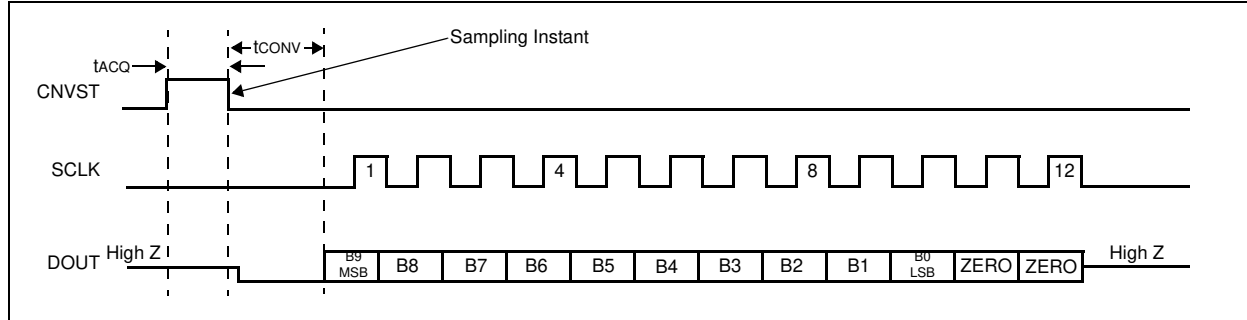 Sampling Instant
tCONV
tACQ
CNVST
SCLK
1
4
8
12
DOUT
High Z
B9
MSB
B8
B7
B6
B5
B4
B3
B2
B1
B0
LSB
ZERO
ZERO
High Z